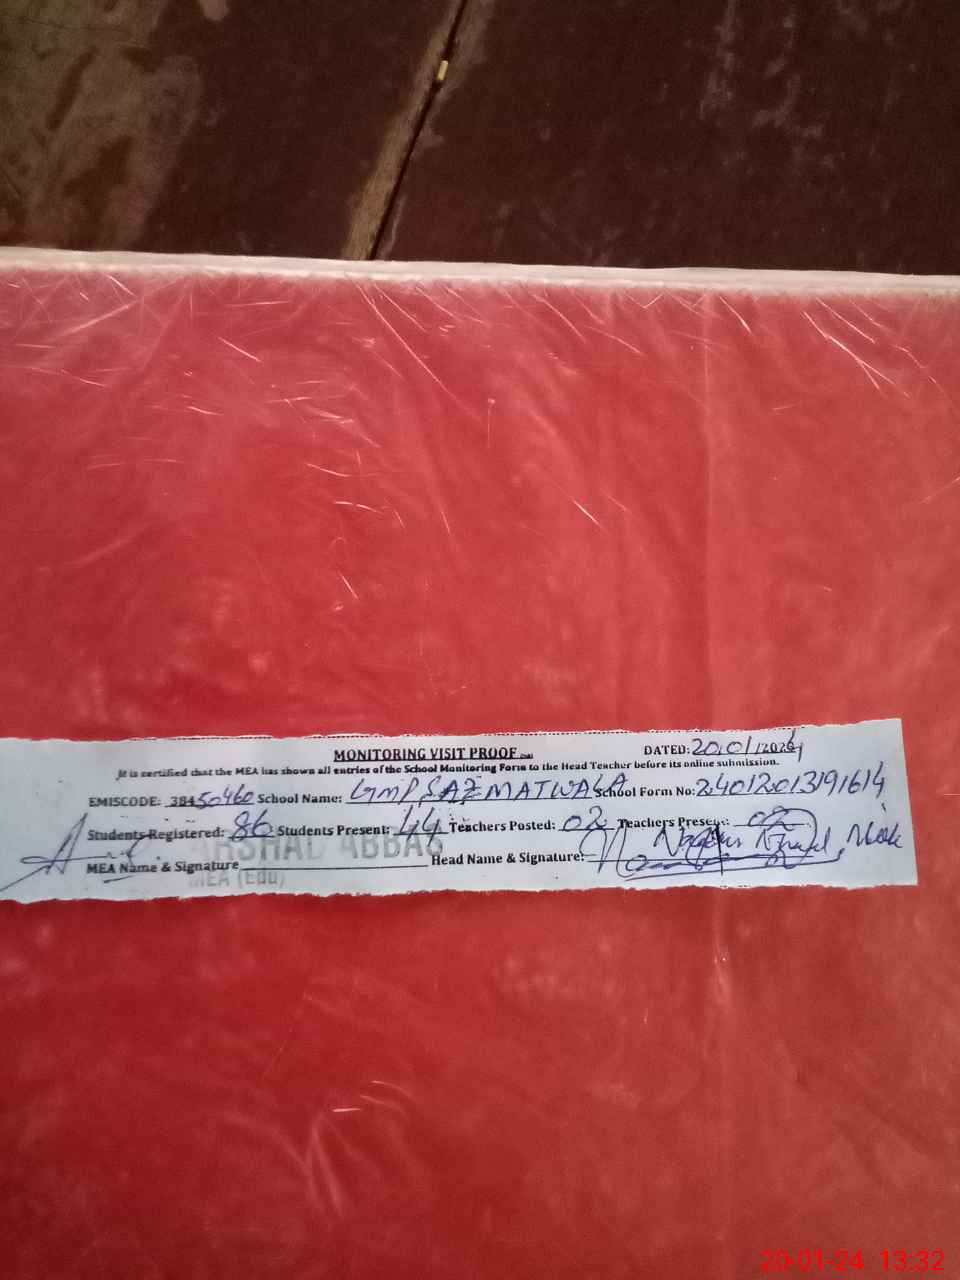 MONITORING VISIT PROOF
DATED: 20/01/2024
It is certified that the MEA has shown all entries of the School Monitoring Form to the Head Teacher before its online submission.
EMISCODE: 38450460 School Name: GMPS AZMATWALA School Form No: 24012013191614
Students Registered: 86 Students Present: 44 Teachers Posted: 02 Teachers Present: 02
ARSHAD ABBAS
MEA Name & Signature Head Name & Signature:
MEA (Edu)
20-01-24 13:32